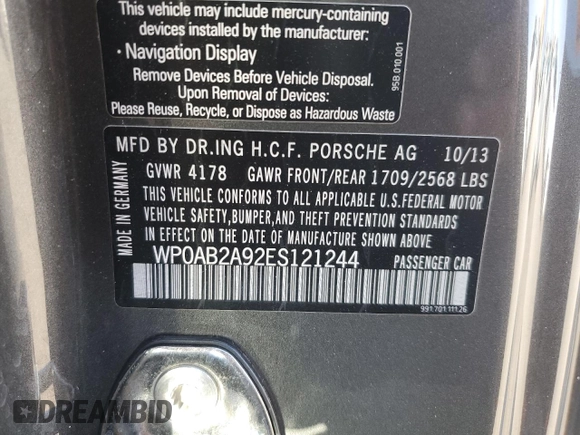 This vehicle may include mercury-containing
devices installed by the manufacturer:
· Navigation Display
Remove Devices Before Vehicle Disposal.
Upon Removal of Devices:
Please Reuse, Recycle, or Dispose as Hazardous Waste
95B.010.001
MFD BY DR.ING H.C.F. PORSCHE AG 10/13
GVWR 4178 GAWR FRONT/REAR 1709/2568 LBS
THIS VEHICLE CONFORMS TO ALL APPLICABLE U.S.FEDERAL MOTOR
VEHICLE SAFETY,BUMPER,AND THEFT PREVENTION STANDARDS
IN EFFECT ON THE DATE OF MANUFACTURE SHOWN ABOVE
WP0AB2A92ES121244 PASSENGER CAR
MADE IN GERMANY
991.701.111.26
DREAMBID